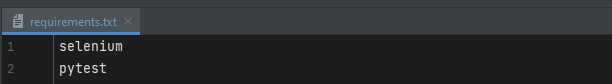 requirements.txt
1 selenium
2 pytest